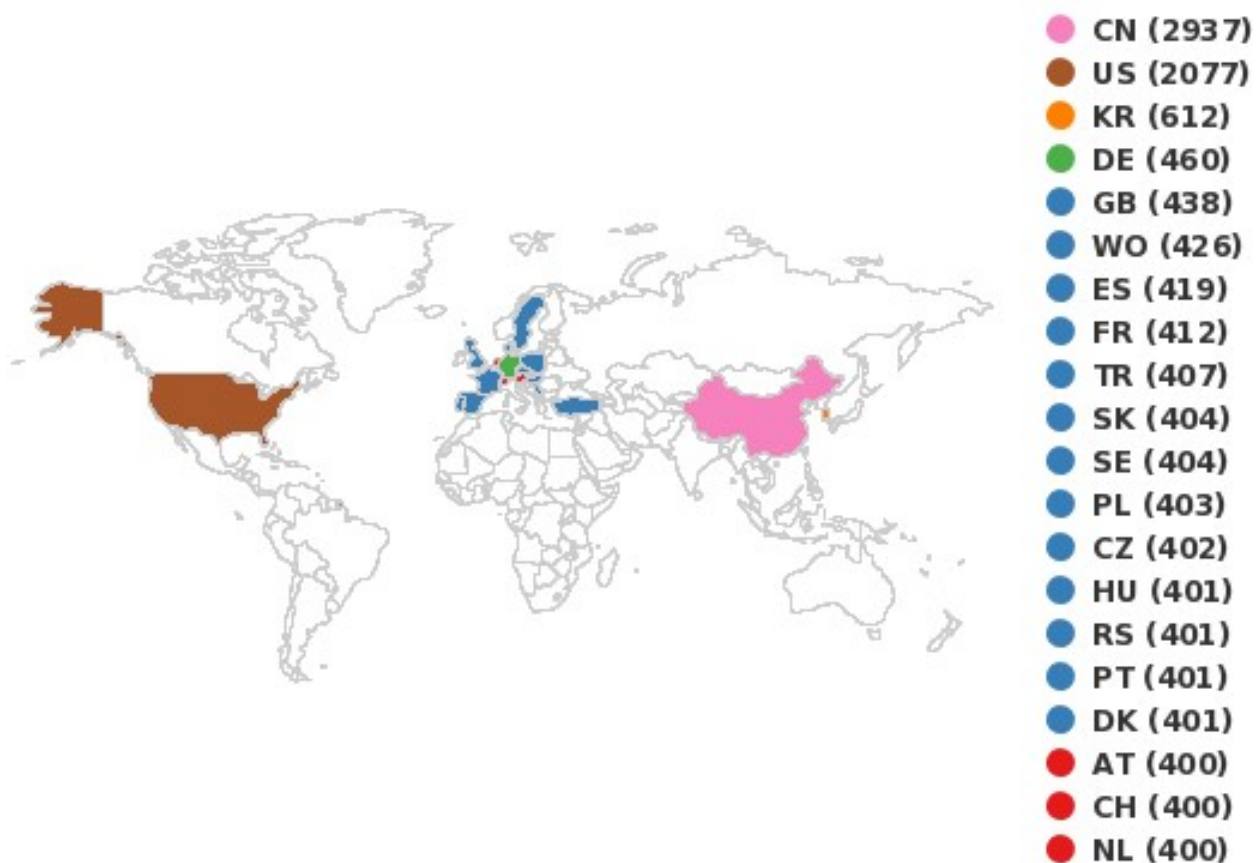 CN (2937)
US (2077)
KR (612)
DE (460)
GB (438)
WO (426)
ES (419)
FR (412)
TR (407)
SK (404)
SE (404)
PL (403)
CZ (402)
HU (401)
RS (401)
PT (401)
DK (401)
AT (400)
CH (400)
NL (400)